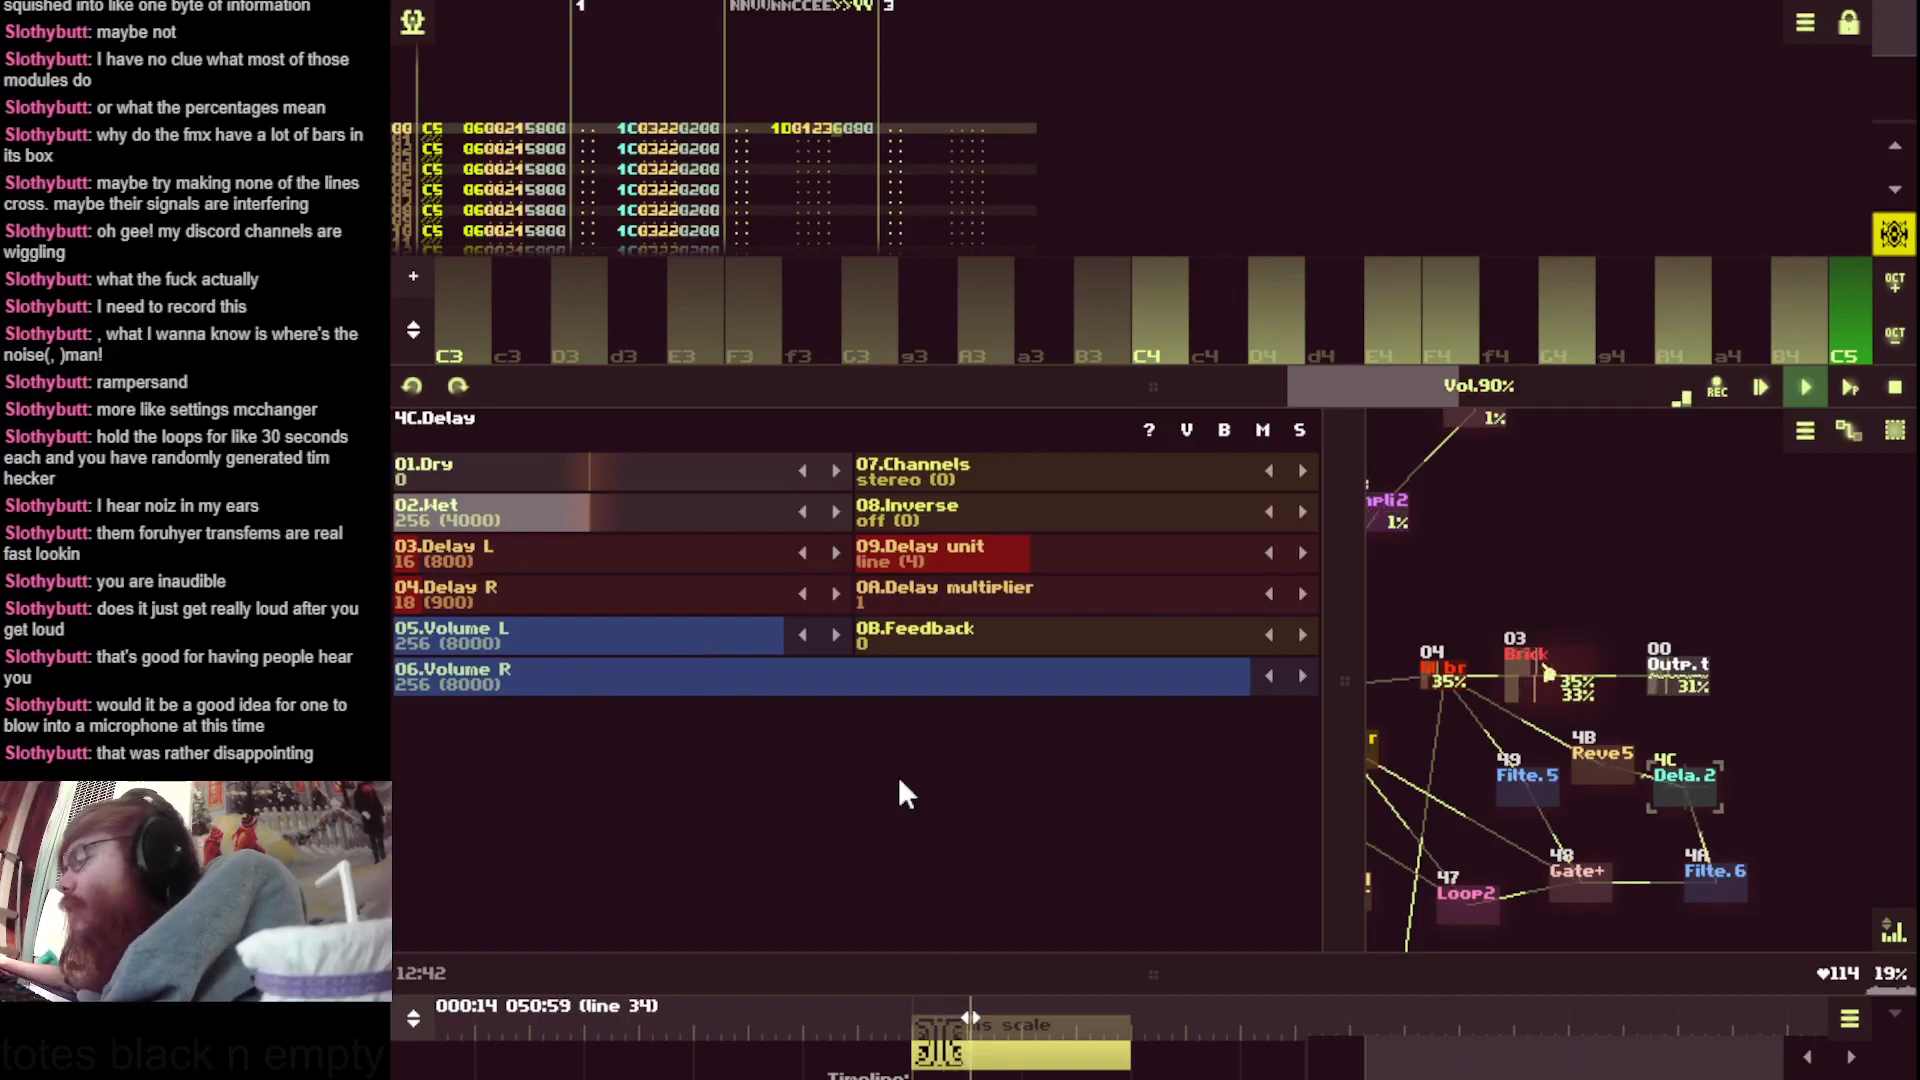 squished into like one byte of information
Slothybutt: maybe not
Slothybutt: I have no clue what most of those
modules do
Slothybutt: or what the percentages mean
Slothybutt: why do the fmx have a lot of bars in
its box
Slothybutt: maybe try making none of the lines
cross. maybe their signals are interfering
Slothybutt: oh gee! my discord channels are
wiggling
Slothybutt: what the fuck actually
Slothybutt: I need to record this
Slothybutt: , what I wanna know is where's the
noise(, )man!
Slothybutt: rampersand
Slothybutt: more like settings mcchanger
Slothybutt: hold the loops for like 30 seconds
each and you have randomly generated tim
hecker
Slothybutt: I hear noiz in my ears
Slothybutt: them foruhyer transfems are real
fast lookin
Slothybutt: you are inaudible
Slothybutt: does it just get really loud after you
get loud
Slothybutt: that's good for having people hear
you
Slothybutt: would it be a good idea for one to
blow into a microphone at this time
Slothybutt: that was rather disappointing
totes black n empty
1
NNVVNNCCEE>>VV 3
C3 c3 D3 d3 E3 F3 f3 G3 g3 A3 a3 B3 C4 c4 D4 d4 E4 F4 f4 G4 g4 A4 a4 B4 C5
OCT
+
OCT
Vol.90%
REC
4C.Delay
? V B M S
01.Dry
0
02.Wet
256 (4000)
03.Delay L
16 (800)
04.Delay R
18 (900)
05.Volume L
256 (8000)
06.Volume R
256 (8000)
07.Channels
stereo (0)
08.Inverse
off (0)
09.Delay unit
line (4)
0A.Delay multiplier
1
0B.Feedback
0
1%
1%
04
35%
03
Brick
35%
33%
00
Outp.t
31%
4B
Reve5
49
Filte.5
4C
Dela.2
48
Gate+
4A
Filte.6
47
Loop2
12:42
114 19%
000:14 050:59 (line 34)
scale